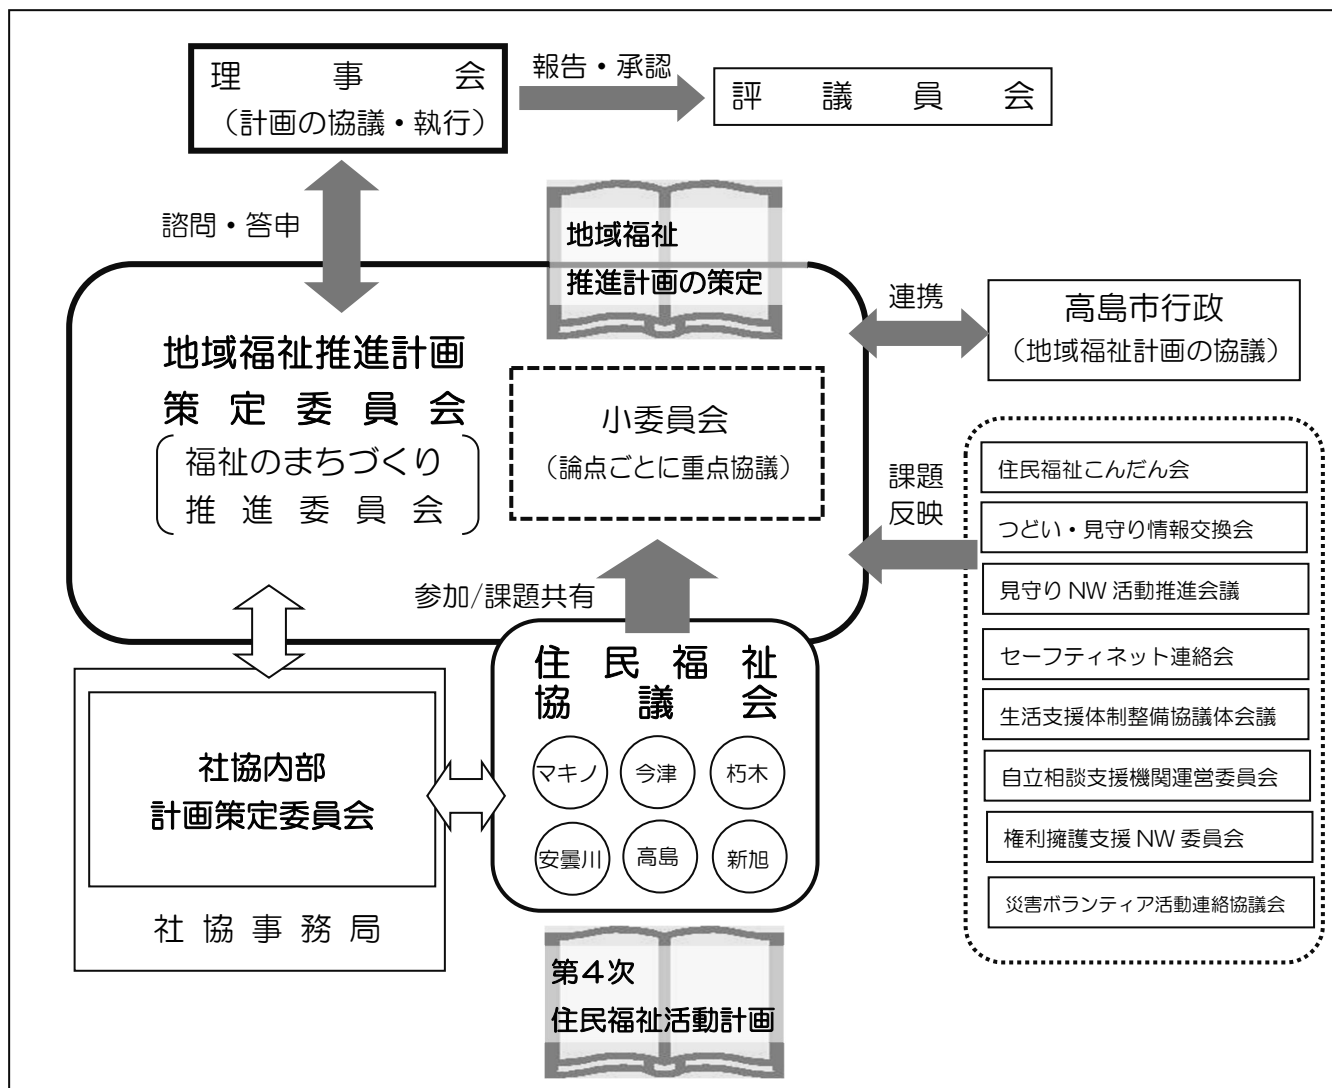 理事会
（計画の協議・執行）
報告・承認
評議員会
諮問・答申
地域福祉
推進計画の策定
連携
高島市行政
（地域福祉計画の協議）
地域福祉推進計画
策定委員会
福祉のまちづくり
推進委員会
小委員会
（論点ごとに重点協議）
課題
反映
住民福祉こんだん会
つどい・見守り情報交換会
見守りNW活動推進会議
セーフティネット連絡会
生活支援体制整備協議体会議
自立相談支援機関運営委員会
権利擁護支援NW委員会
災害ボランティア活動連絡協議会
参加/課題共有
住民福祉
協議会
マキノ
今津
朽木
安曇川
高島
新旭
社協内部
計画策定委員会
社協事務局
第４次
住民福祉活動計画